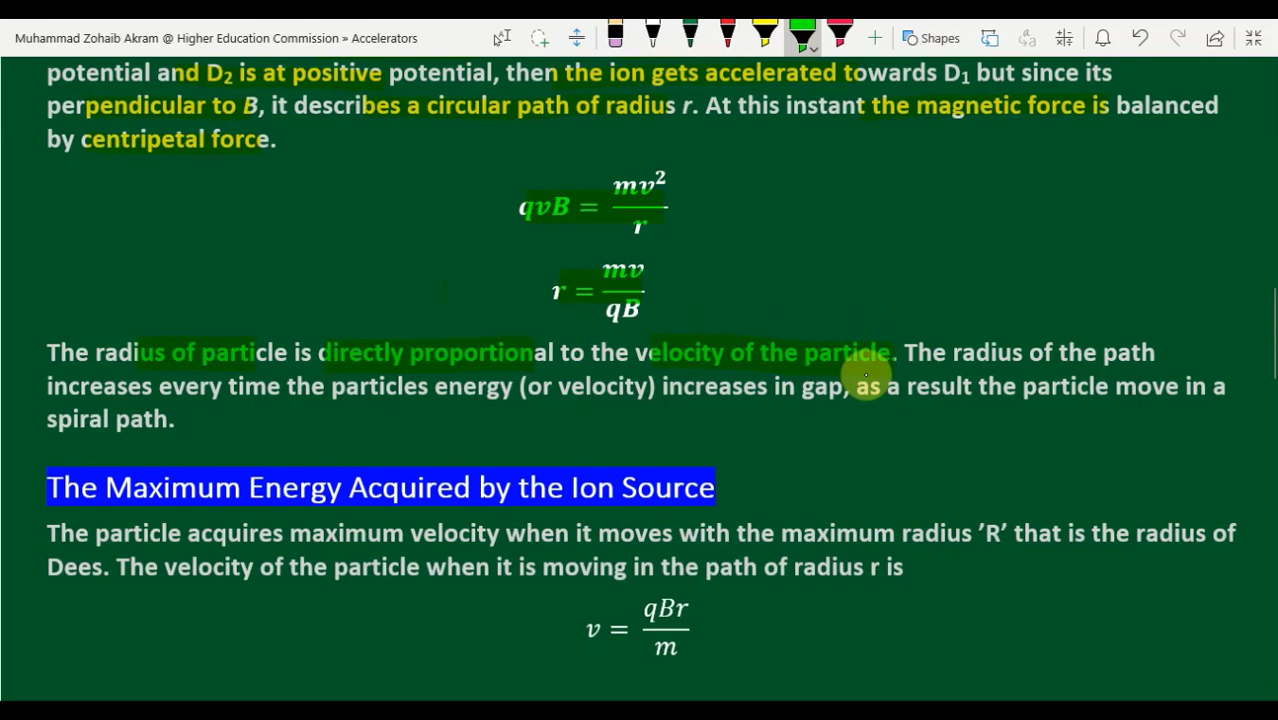 Muhammad Zohaib Akram @ Higher Education Commission » Accelerators
Shapes
potential and D₂ is at positive potential, then the ion gets accelerated towards D₁ but since its
perpendicular to B, it describes a circular path of radius r. At this instant the magnetic force is balanced
by centripetal force.
qvB = mv²/r
r = mv/qB
The radius of particle is directly proportional to the velocity of the particle. The radius of the path
increases every time the particles energy (or velocity) increases in gap, as a result the particle move in a
spiral path.
The Maximum Energy Acquired by the Ion Source
The particle acquires maximum velocity when it moves with the maximum radius ’R’ that is the radius of
Dees. The velocity of the particle when it is moving in the path of radius r is
v = qBr/m